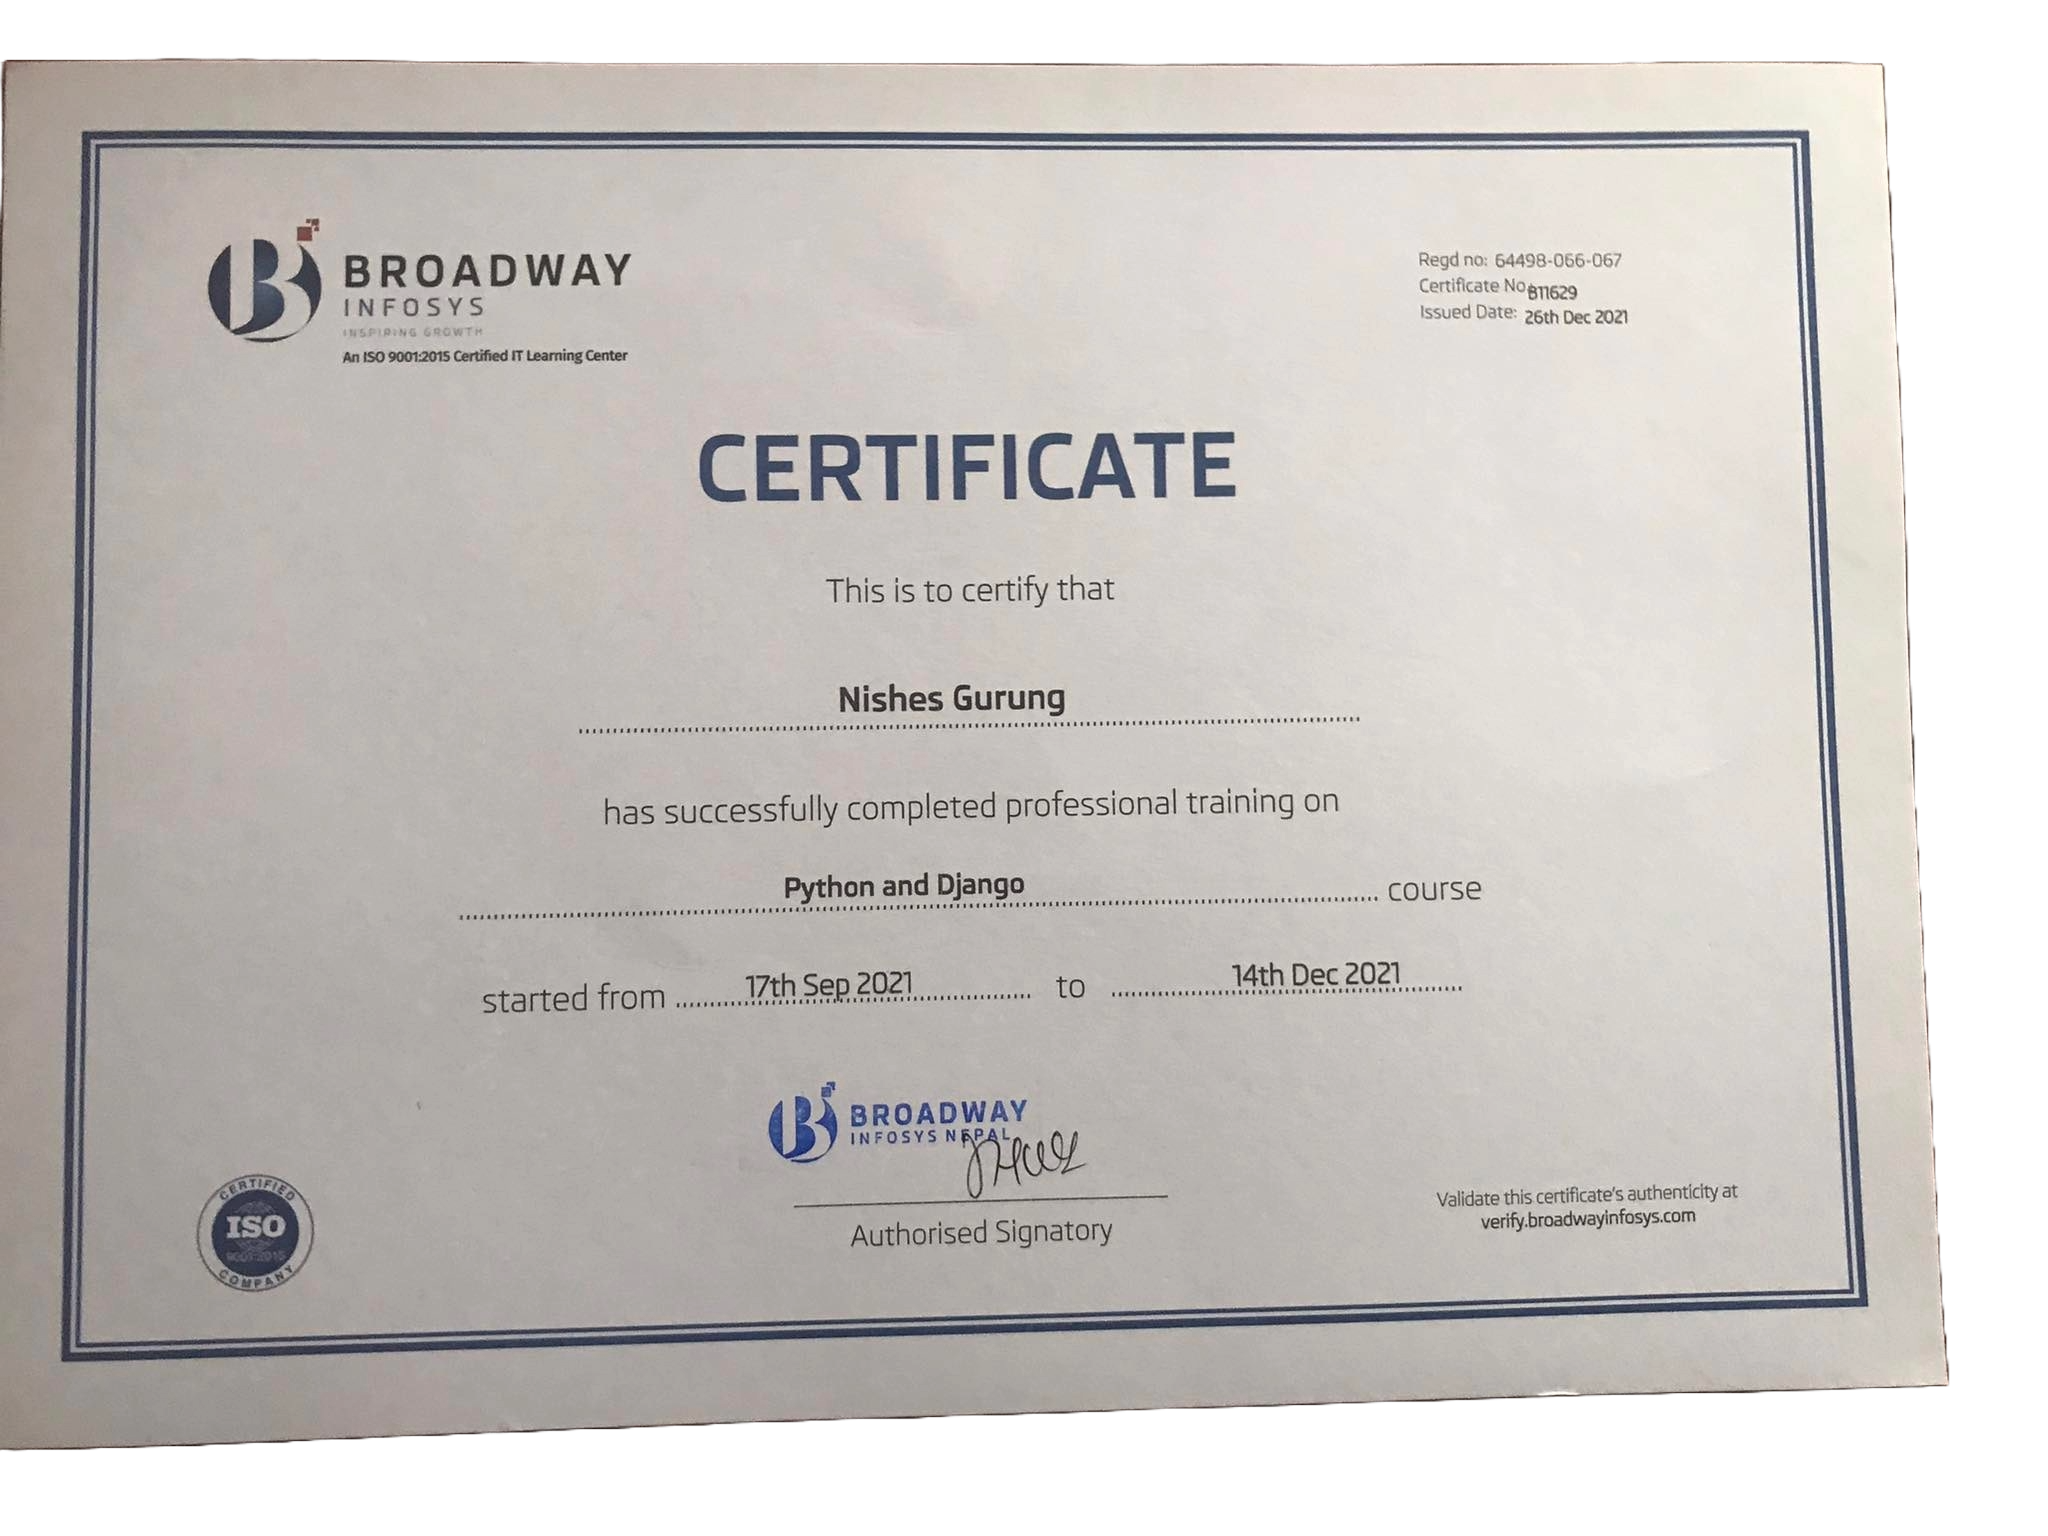 BROADWAY
INFOSYS
INSPIRING GROWTH
An ISO 9001:2015 Certified IT Learning Center
Regd no: 64498-066-067
Certificate No: B11629
Issued Date: 26th Dec 2021
CERTIFICATE
This is to certify that
Nishes Gurung
has successfully completed professional training on
Python and Django course
started from 17th Sep 2021 to 14th Dec 2021
BROADWAY
INFOSYS NEPAL
Authorised Signatory
CERTIFIED
ISO
9001:2015
COMPANY
Validate this certificate's authenticity at
verify.broadwayinfosys.com